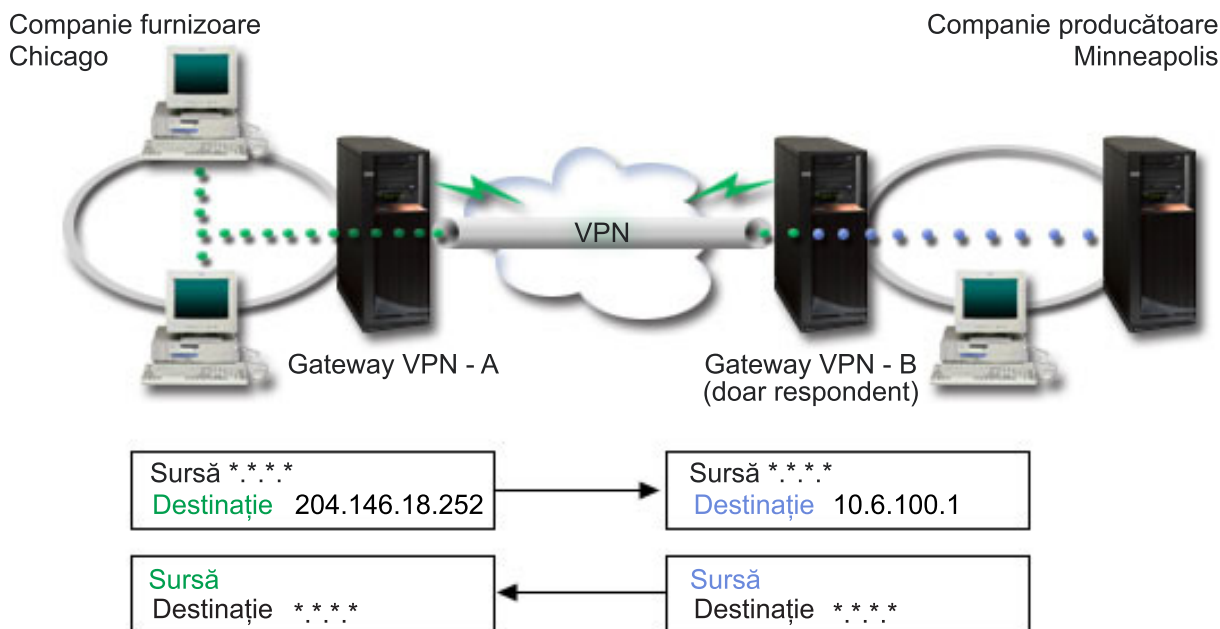 Companie furnizoare
Chicago
Companie producătoare
Minneapolis
VPN
Gateway VPN - A
Gateway VPN - B
(doar respondent)
Sursă *.*.*.*
Destinație 204.146.18.252
Sursă *.*.*.*
Destinație 10.6.100.1
Sursă
Destinație *.*.*.*
Sursă
Destinație *.*.*.*